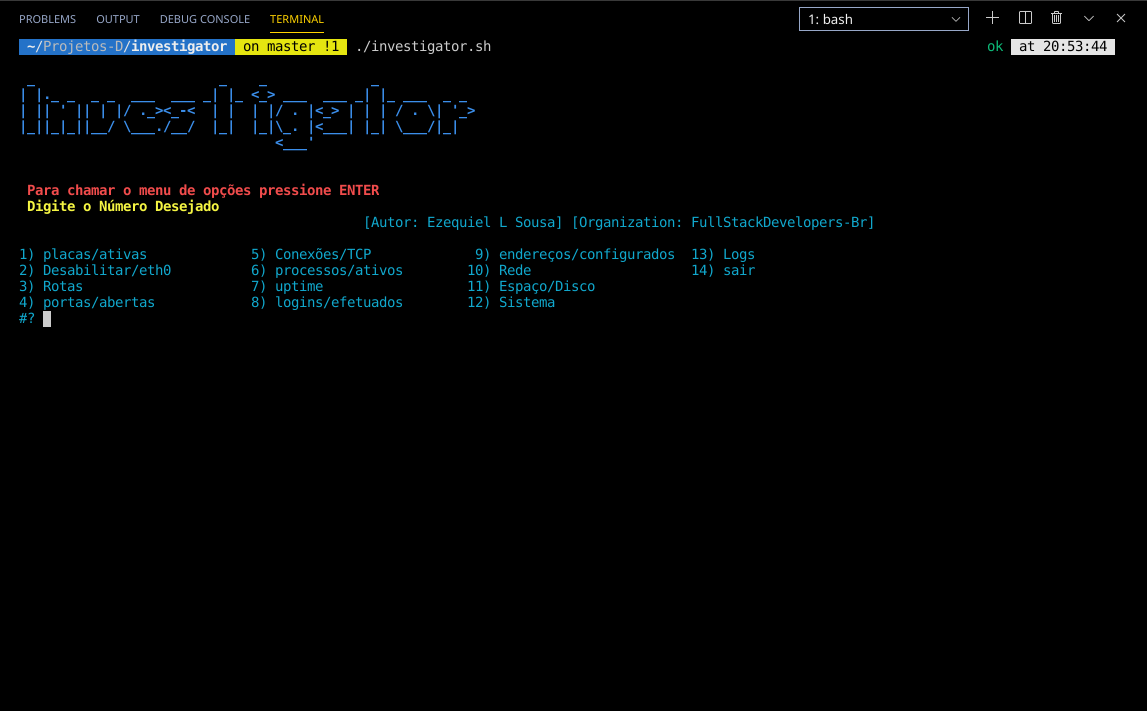 PROBLEMS OUTPUT DEBUG CONSOLE TERMINAL 1: bash
~/Projetos-D/investigator on master !1 ./investigator.sh ok at 20:53:44
Investigator
Para chamar o menu de opções pressione ENTER
Digite o Número Desejado
[Autor: Ezequiel L Sousa] [Organization: FullStackDevelopers-Br]
1) placas/ativas 5) Conexões/TCP 9) endereços/configurados 13) Logs
2) Desabilitar/eth0 6) processos/ativos 10) Rede 14) sair
3) Rotas 7) uptime 11) Espaço/Disco
4) portas/abertas 8) logins/efetuados 12) Sistema
#?